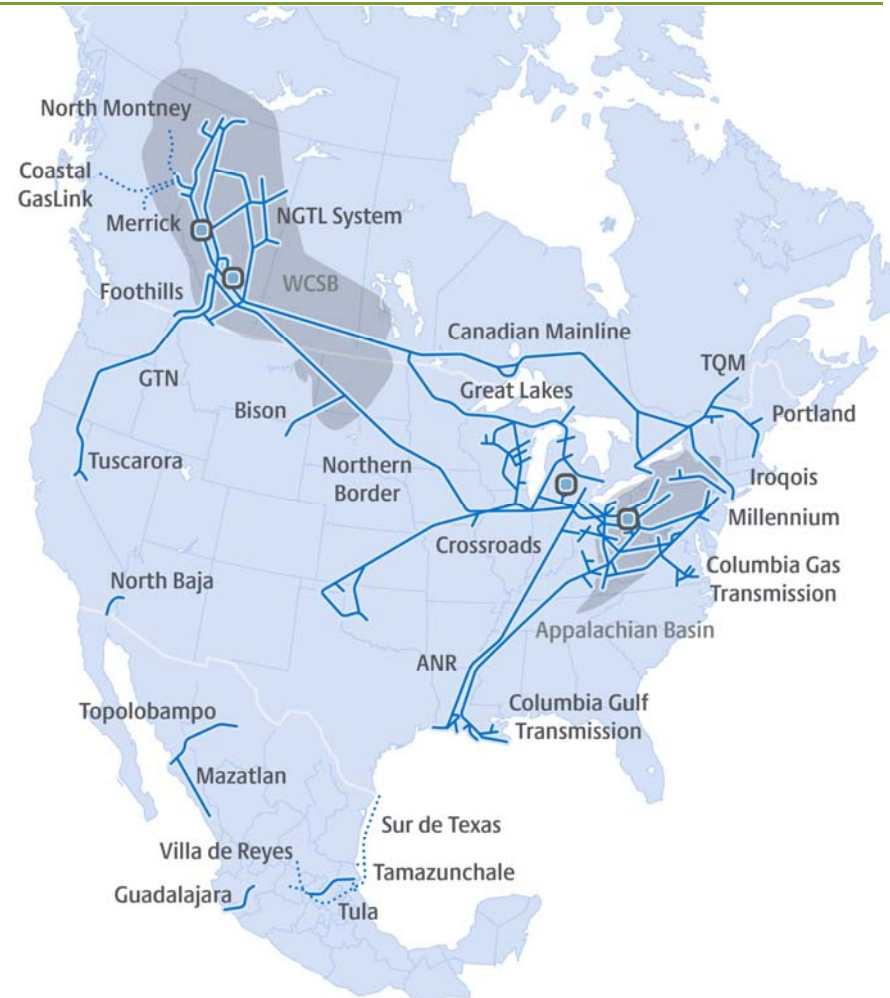 North Montney
Coastal
GasLink
Merrick
NGTL System
Foothills
WCSB
Canadian Mainline
GTN
Great Lakes
TQM
Bison
Portland
Tuscarora
Northern
Border
Iroqois
Millennium
Crossroads
Columbia Gas
Transmission
North Baja
Appalachian Basin
ANR
Columbia Gulf
Transmission
Topolobampo
Mazatlan
Sur de Texas
Villa de Reyes
Tamazunchale
Guadalajara
Tula